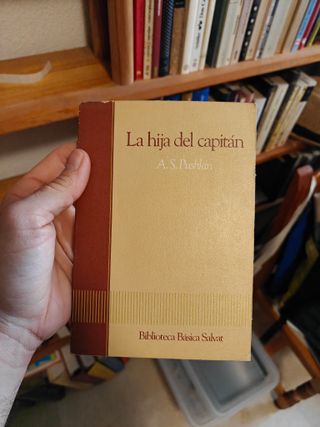 La hija del capitán
A. S. Pushkin
Biblioteca Básica Salvat